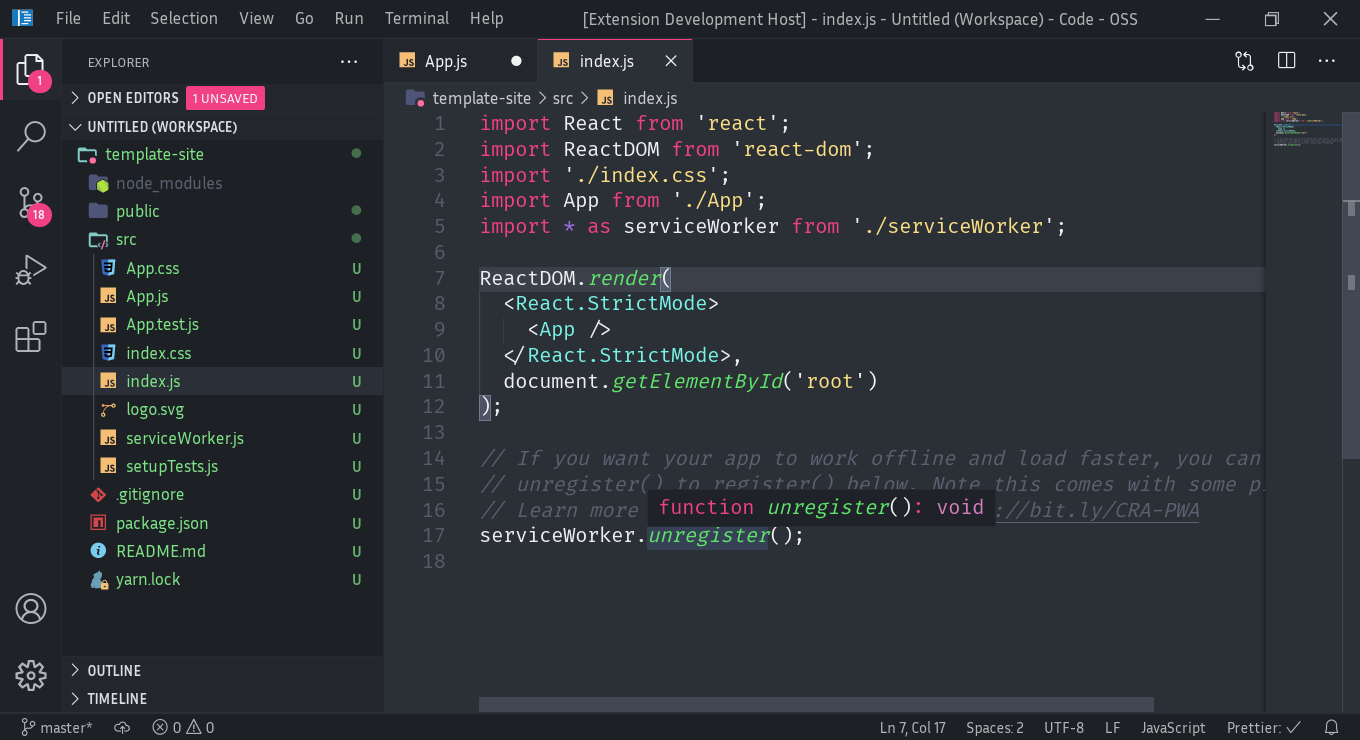 File Edit Selection View Go Run Terminal Help [Extension Development Host] - index.js - Untitled (Workspace) - Code - OSS
EXPLORER ···
1
18
OPEN EDITORS 1 UNSAVED
UNTITLED (WORKSPACE)
template-site
node_modules
public
src
App.css U
App.js U
App.test.js U
index.css U
index.js U
logo.svg U
serviceWorker.js U
setupTests.js U
.gitignore U
package.json U
README.md U
yarn.lock U
OUTLINE
TIMELINE
JS App.js JS index.js
template-site > src > JS index.js
1 import React from 'react';
2 import ReactDOM from 'react-dom';
3 import './index.css';
4 import App from './App';
5 import * as serviceWorker from './serviceWorker';
6
7 ReactDOM.render(
8 <React.StrictMode>
9 <App />
10 </React.StrictMode>,
11 document.getElementById('root')
12 );
13
14 // If you want your app to work offline and load faster, you can
15 // unregister() to register() below. Note this comes with some
16 // Learn more ://bit.ly/CRA-PWA
function unregister(): void
17 serviceWorker.unregister();
18
master* 0 0 Ln 7, Col 17 Spaces: 2 UTF-8 LF JavaScript Prettier: ✓